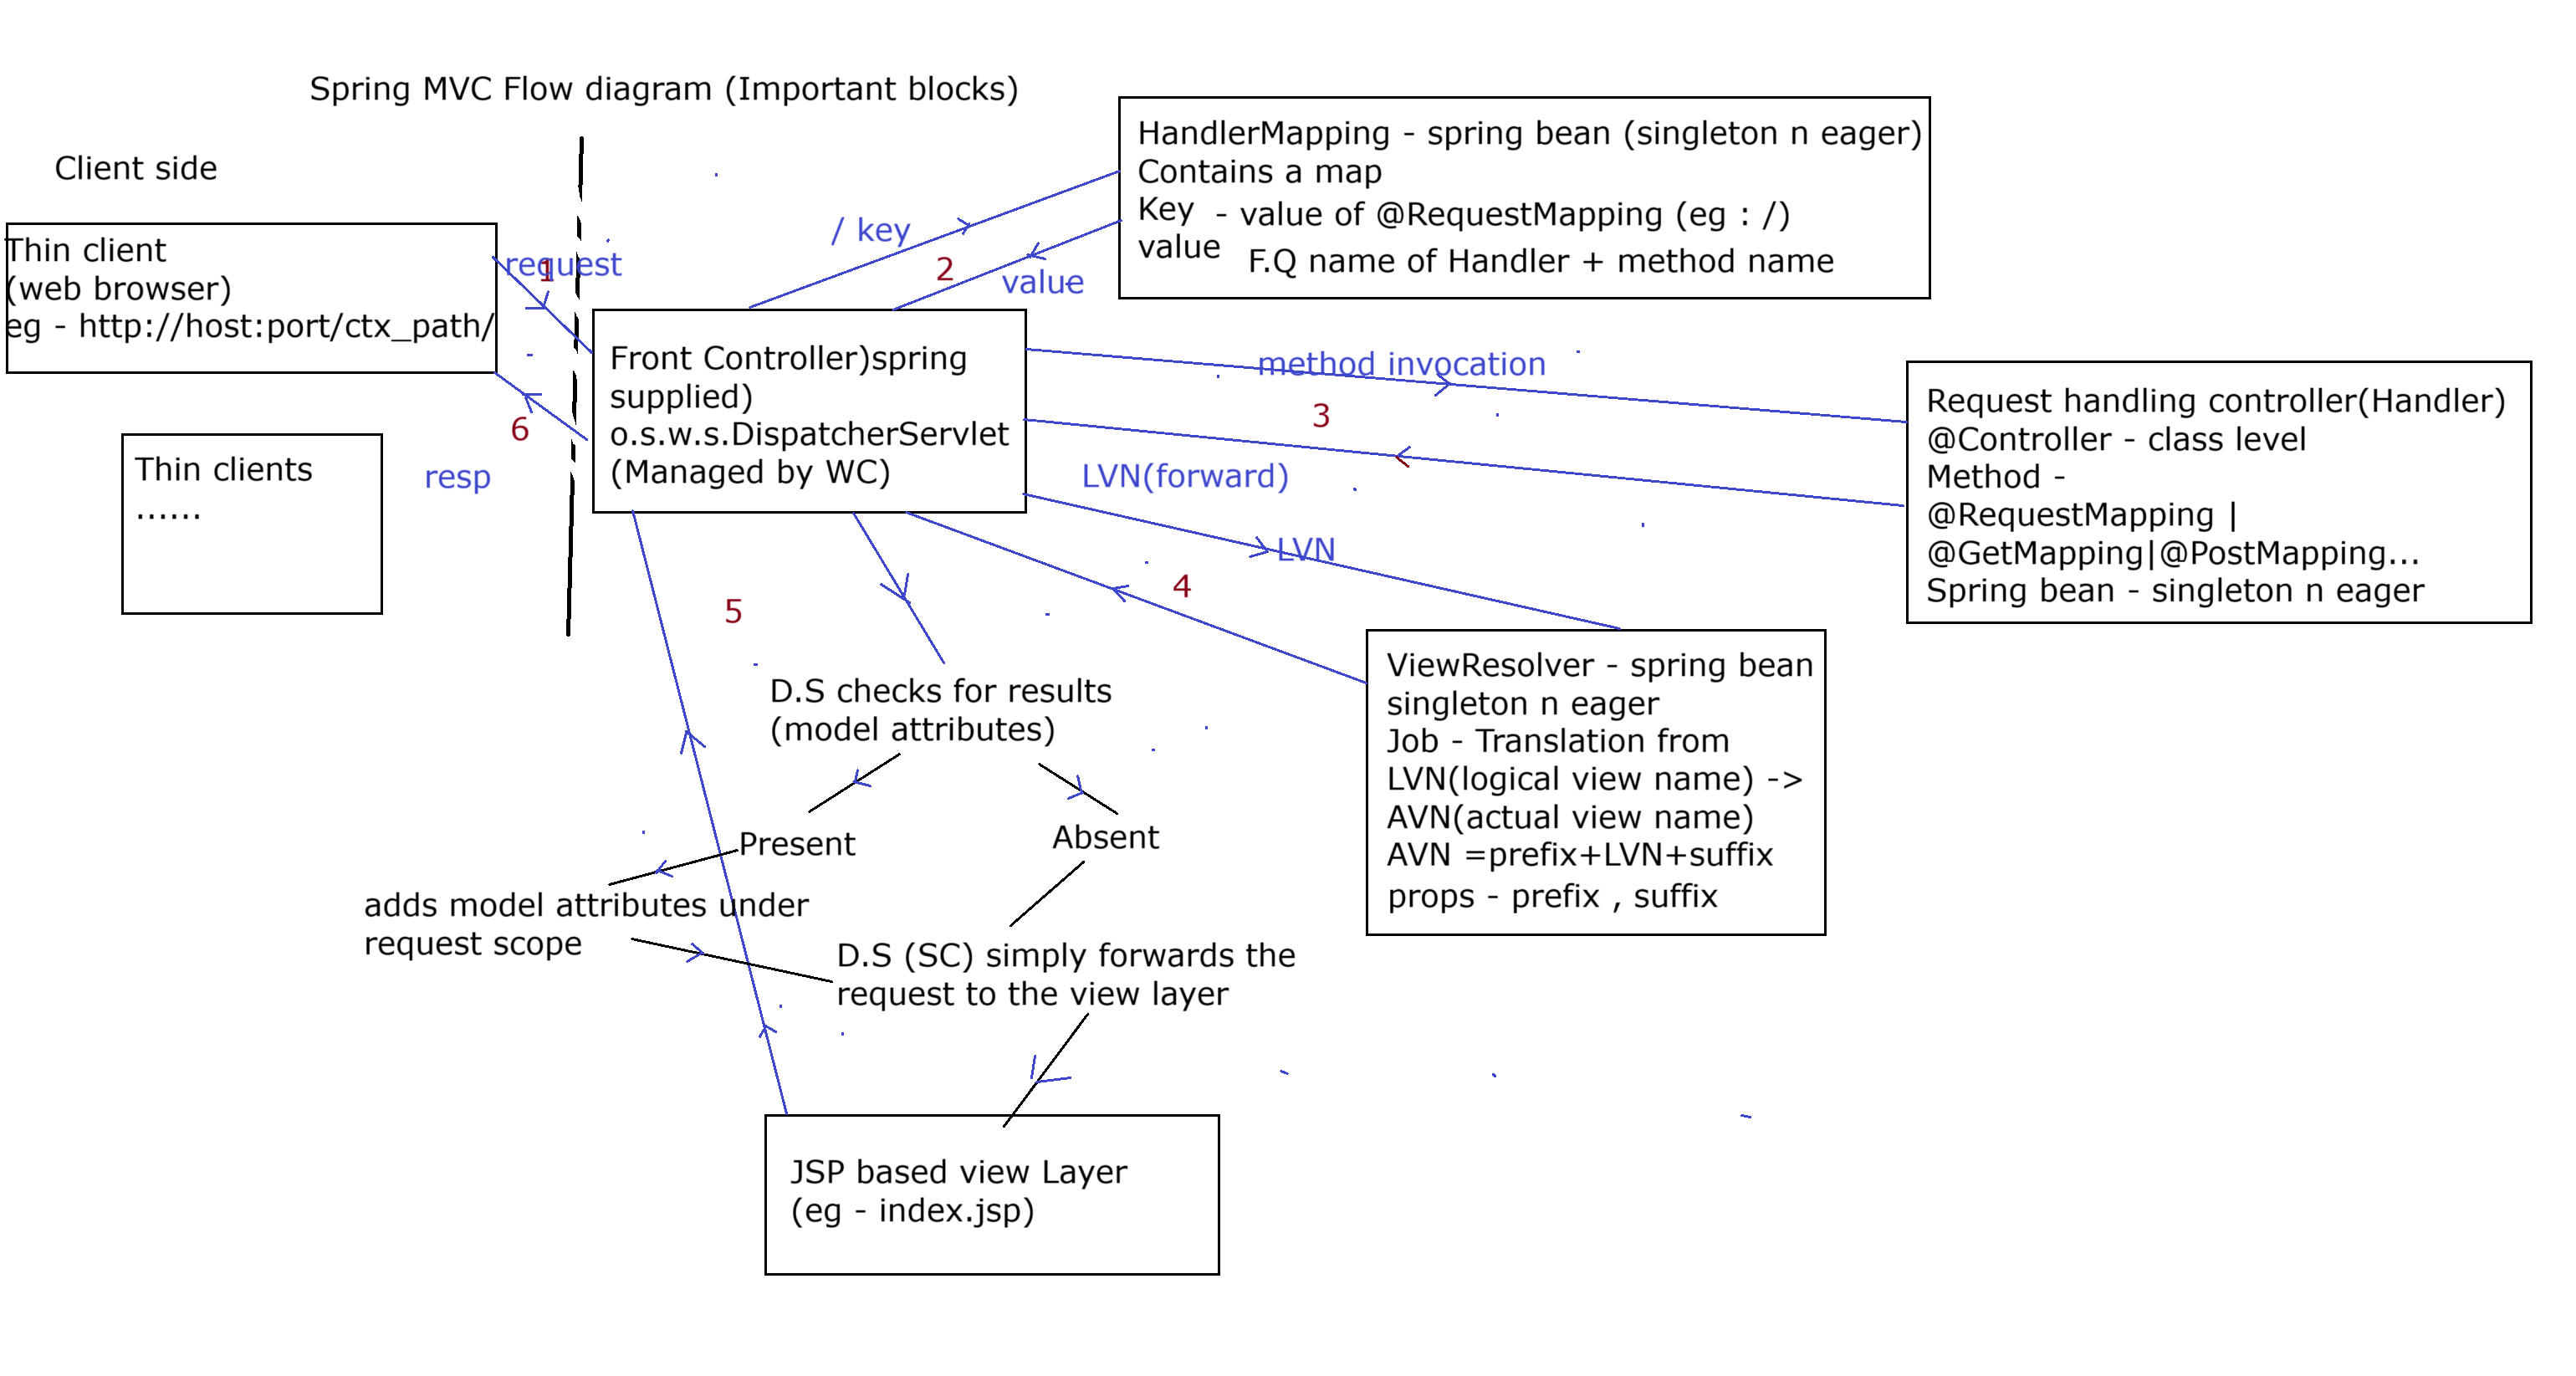 Spring MVC Flow diagram (Important blocks)
Client side
Thin client
(web browser)
eg - http://host:port/ctx_path/
request
1
/ key
2
value
HandlerMapping - spring bean (singleton n eager)
Contains a map
Key - value of @RequestMapping (eg : /)
value F.Q name of Handler + method name
Front Controller)spring
supplied)
o.s.w.s.DispatcherServlet
(Managed by WC)
method invocation
3
LVN(forward)
Request handling controller(Handler)
@Controller - class level
Method -
@RequestMapping |
@GetMapping|@PostMapping...
Spring bean - singleton n eager
6
resp
Thin clients
......
LVN
4
5
ViewResolver - spring bean
singleton n eager
Job - Translation from
LVN(logical view name) ->
AVN(actual view name)
AVN =prefix+LVN+suffix
props - prefix , suffix
D.S checks for results
(model attributes)
Present
Absent
adds model attributes under
request scope
D.S (SC) simply forwards the
request to the view layer
JSP based view Layer
(eg - index.jsp)